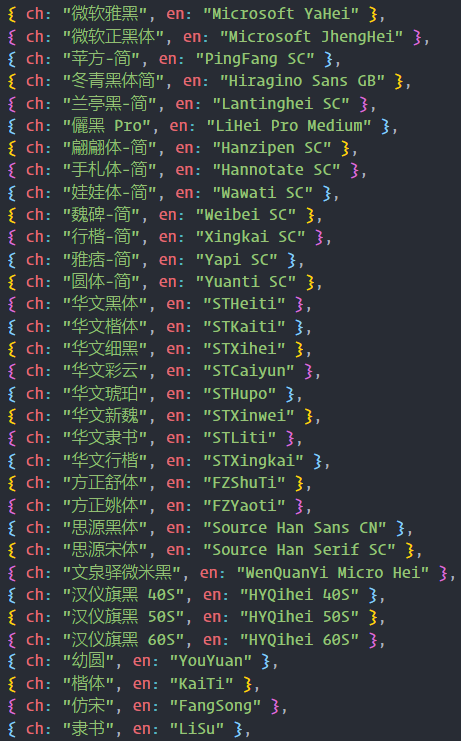 { ch: "微软雅黑", en: "Microsoft YaHei" },
{ ch: "微软正黑体", en: "Microsoft JhengHei" },
{ ch: "苹方-简", en: "PingFang SC" },
{ ch: "冬青黑体简", en: "Hiragino Sans GB" },
{ ch: "兰亭黑-简", en: "Lantinghei SC" },
{ ch: "儷黑 Pro", en: "LiHei Pro Medium" },
{ ch: "翩翩体-简", en: "Hanzipen SC" },
{ ch: "手札体-简", en: "Hannotate SC" },
{ ch: "娃娃体-简", en: "Wawati SC" },
{ ch: "魏碑-简", en: "Weibei SC" },
{ ch: "行楷-简", en: "Xingkai SC" },
{ ch: "雅痞-简", en: "Yapi SC" },
{ ch: "圆体-简", en: "Yuanti SC" },
{ ch: "华文黑体", en: "STHeiti" },
{ ch: "华文楷体", en: "STKaiti" },
{ ch: "华文细黑", en: "STXihei" },
{ ch: "华文彩云", en: "STCaiyun" },
{ ch: "华文琥珀", en: "STHupo" },
{ ch: "华文新魏", en: "STXinwei" },
{ ch: "华文隶书", en: "STLiti" },
{ ch: "华文行楷", en: "STXingkai" },
{ ch: "方正舒体", en: "FZShuTi" },
{ ch: "方正姚体", en: "FZYaoti" },
{ ch: "思源黑体", en: "Source Han Sans CN" },
{ ch: "思源宋体", en: "Source Han Serif SC" },
{ ch: "文泉驿微米黑", en: "WenQuanYi Micro Hei" },
{ ch: "汉仪旗黑 40S", en: "HYQihei 40S" },
{ ch: "汉仪旗黑 50S", en: "HYQihei 50S" },
{ ch: "汉仪旗黑 60S", en: "HYQihei 60S" },
{ ch: "幼圆", en: "YouYuan" },
{ ch: "楷体", en: "KaiTi" },
{ ch: "仿宋", en: "FangSong" },
{ ch: "隶书", en: "LiSu" },